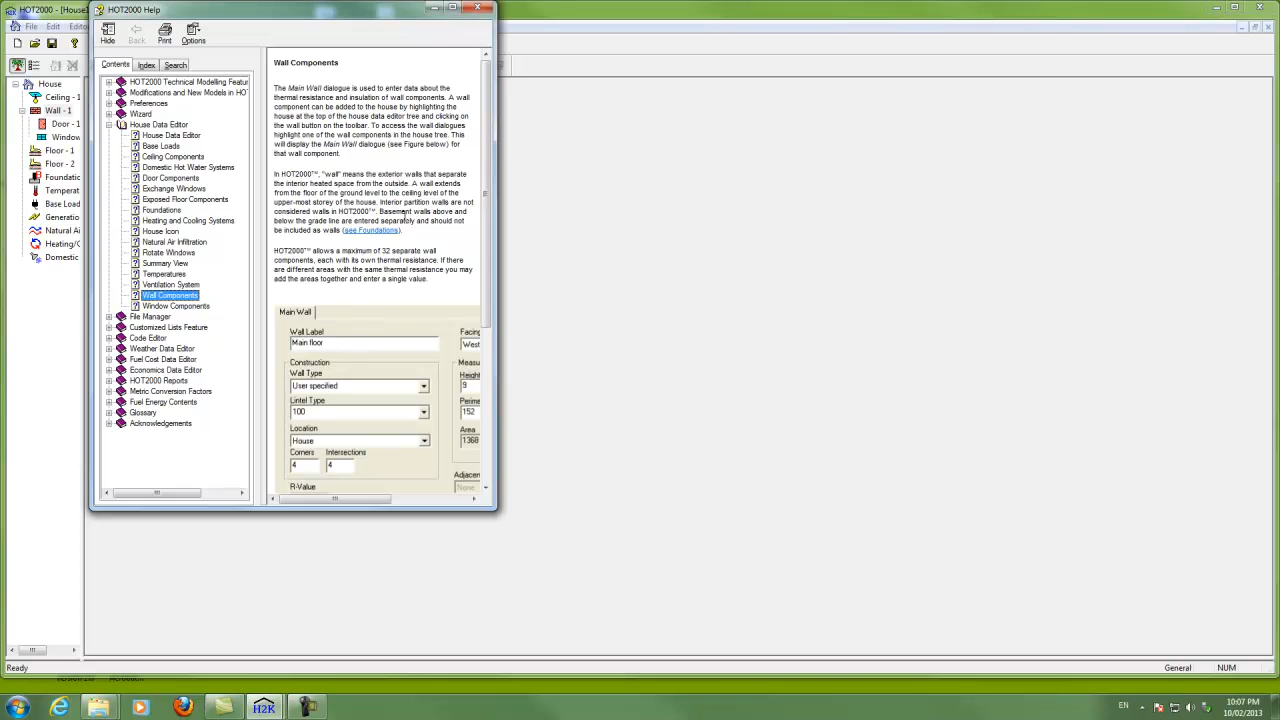 HOT2000 - [House1
HOT2000 Help
File Edit Edito
Hide
Back
Print
Options
Contents
Index
Search
House
Ceiling -
Wall - 1
Door - 1
Window
Floor - 1
Floor - 2
Foundatic
Temperat
Base Load
Generatio
Natural Ai
Heating/C
Domestic
HOT2000 Technical Modelling Featur
Modifications and New Models in HOT
Preferences
Wizard
House Data Editor
House Data Editor
Base Loads
Ceiling Components
Domestic Hot Water Systems
Door Components
Exchange Windows
Exposed Floor Components
Foundations
Heating and Cooling Systems
House Icon
Natural Air Infiltration
Rotate Windows
Summary View
Temperatures
Ventilation System
Wall Components
Window Components
File Manager
Customized Lists Feature
Code Editor
Weather Data Editor
Fuel Cost Data Editor
Economics Data Editor
HOT2000 Reports
Metric Conversion Factors
Fuel Energy Contents
Glossary
Acknowledgements
Wall Components
The Main Wall dialogue is used to enter data about the
thermal resistance and insulation of wall components. A wall
component can be added to the house by highlighting the
house at the top of the house data editor tree and clicking on
the wall button on the toolbar. To access the wall dialogues
highlight one of the wall components in the house tree. This
will display the Main Wall dialogue (see Figure below) for
that wall component.
In HOT2000™, "wall" means the exterior walls that separate
the interior heated space from the outside. A wall extends
from the floor of the ground level to the ceiling level of the
upper-most storey of the house. Interior partition walls are not
considered walls in HOT2000™. Basement walls above and
below the grade line are entered separately and should not
be included as walls (see Foundations).
HOT2000™ allows a maximum of 32 separate wall
components, each with its own thermal resistance. If there
are different areas with the same thermal resistance you may
add the areas together and enter a single value.
Main Wall
Wall Label
Main floor
Facing
West
Construction
Wall Type
User specified
Lintel Type
100
Location
House
Corners
Intersections
4
4
R-Value
Measu
Height
9
Perime
152
Area
1368
Adjacen
None
Ready
General
NUM
H2K
EN
10:07 PM
10/02/2013